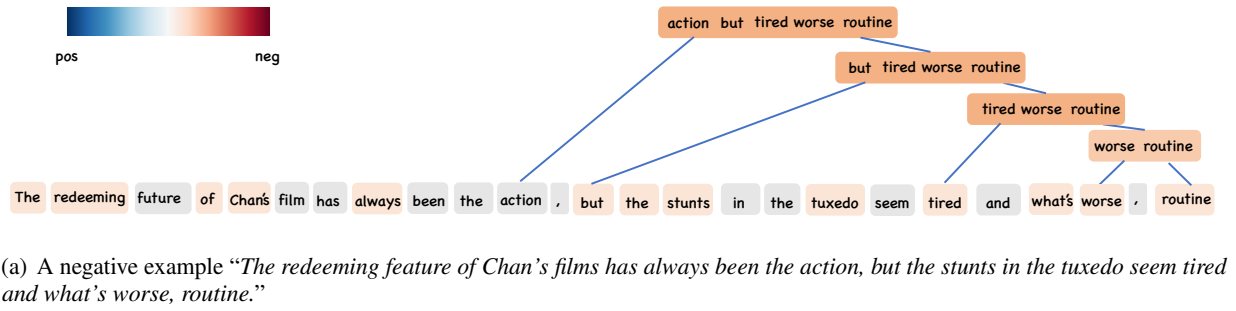 pos neg
action but tired worse routine
but tired worse routine
tired worse routine
worse routine
The redeeming future of Chan's film has always been the action , but the stunts in the tuxedo seem tired and what's worse , routine
(a) A negative example “The redeeming feature of Chan’s films has always been the action, but the stunts in the tuxedo seem tired
and what’s worse, routine.”